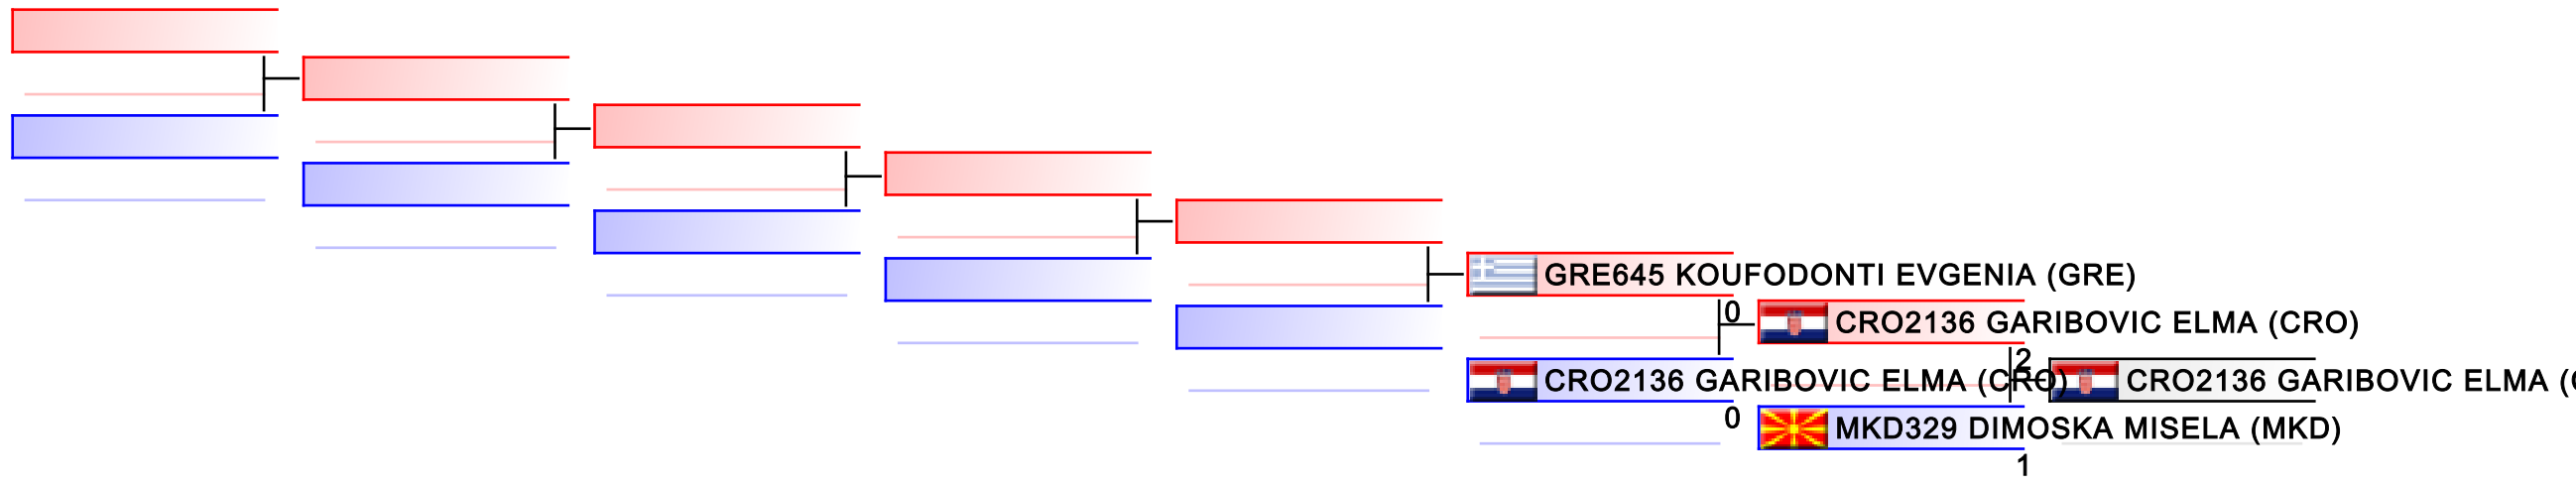 GRE645 KOUFODONTI EVGENIA (GRE)
0
CRO2136 GARIBOVIC ELMA (CRO)
2
CRO2136 GARIBOVIC ELMA (CRO)
CRO2136 GARIBOVIC ELMA (
0
MKD329 DIMOSKA MISELA (MKD)
1